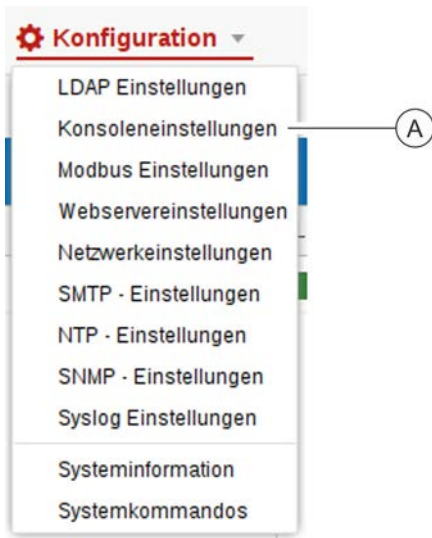 Konfiguration
LDAP Einstellungen
Konsoleneinstellungen
A
Modbus Einstellungen
Webservereinstellungen
Netzwerkeinstellungen
SMTP - Einstellungen
NTP - Einstellungen
SNMP - Einstellungen
Syslog Einstellungen
Systeminformation
Systemkommandos